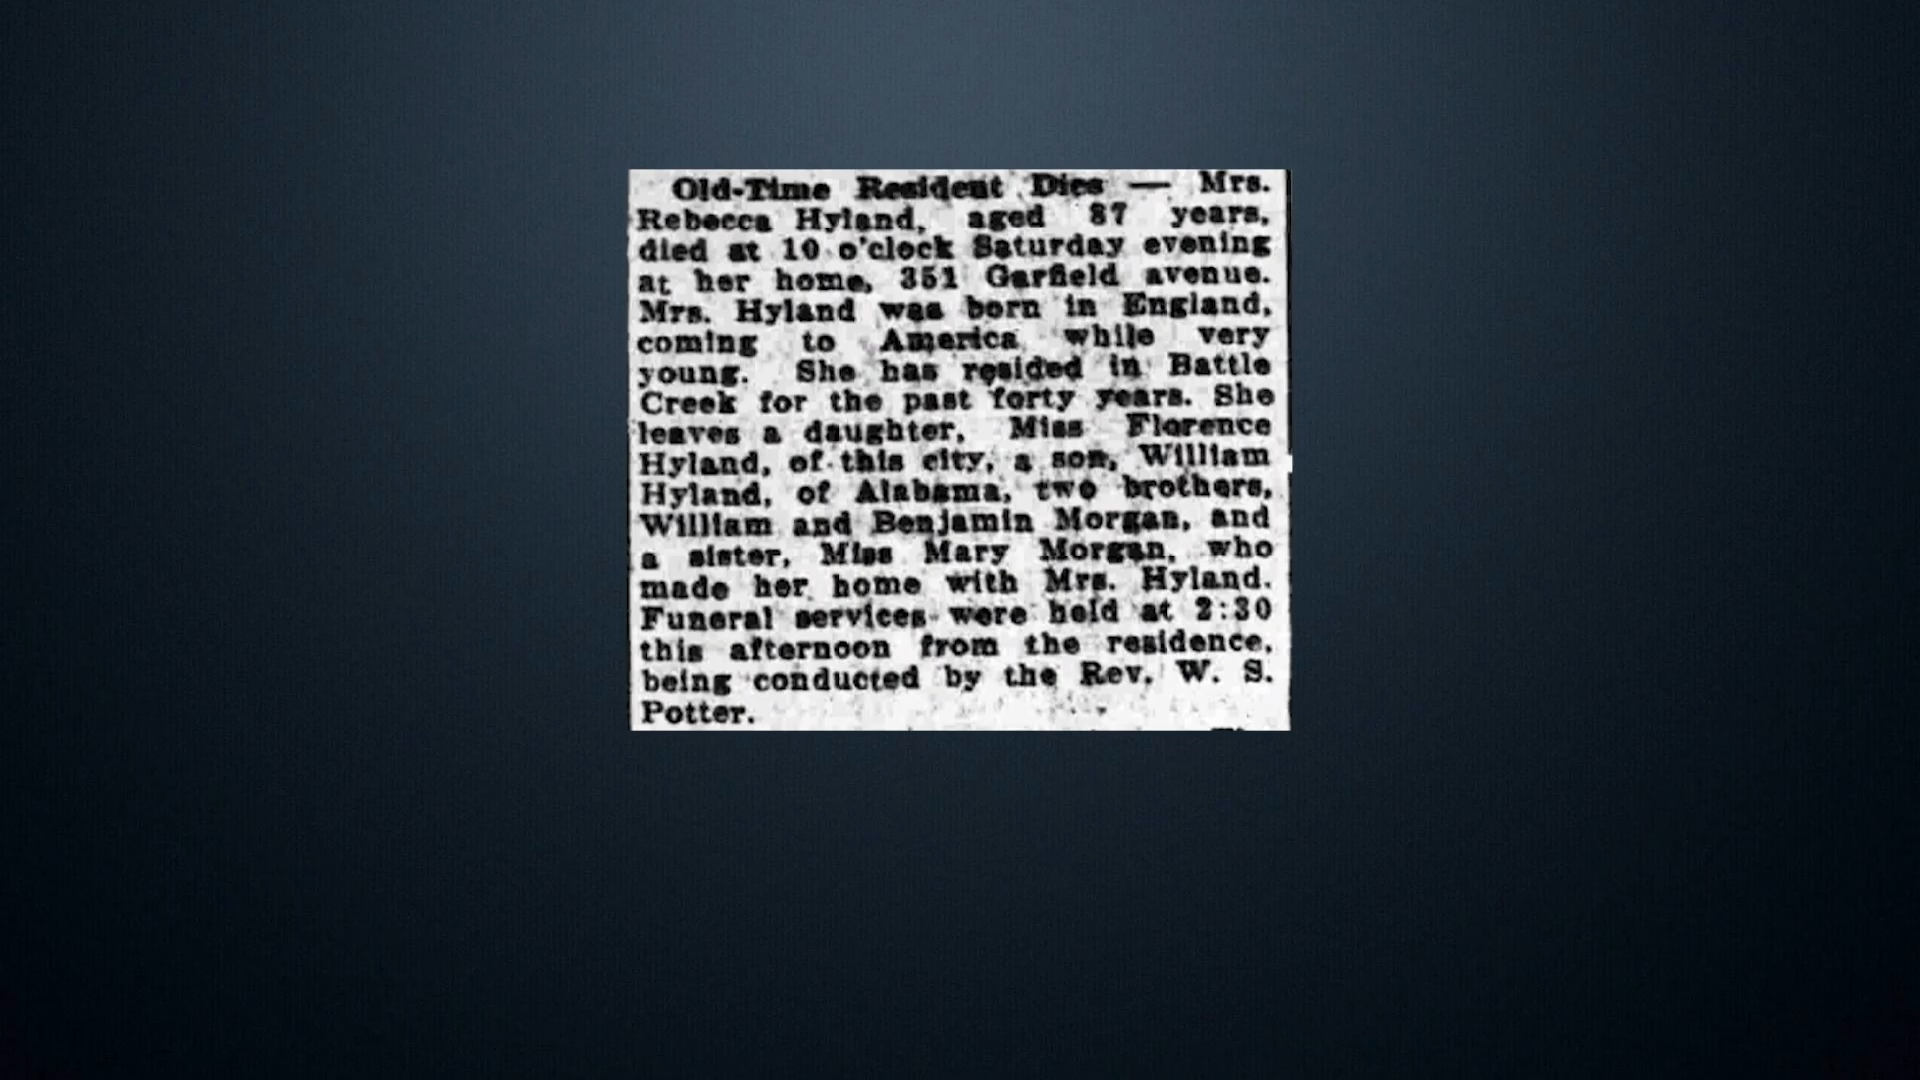 Old-Time Resident Dies — Mrs.
Rebecca Hyland, aged 87 years,
died at 10 o'clock Saturday evening
at her home, 351 Garfield avenue.
Mrs. Hyland was born in England,
coming to America while very
young. She has resided in Battle
Creek for the past forty years. She
leaves a daughter, Miss Florence
Hyland, of this city, a son, William
Hyland, of Alabama, two brothers,
William and Benjamin Morgan, and
a sister, Miss Mary Morgan, who
made her home with Mrs. Hyland.
Funeral services were held at 2:30
this afternoon from the residence,
being conducted by the Rev. W. S.
Potter.